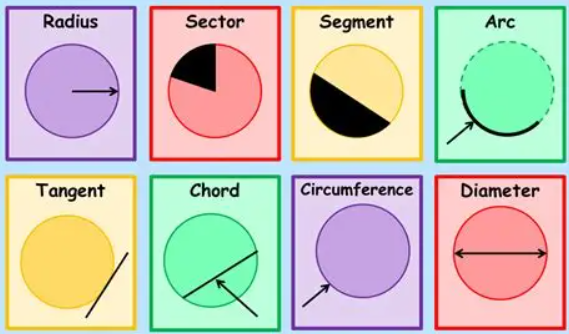 Radius
Sector
Segment
Arc
Tangent
Chord
Circumference
Diameter